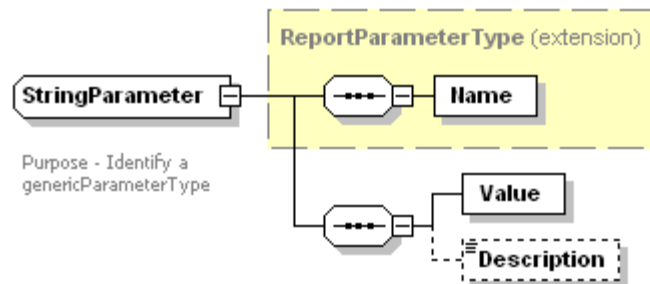 ReportParameterType (extension)
StringParameter
Name
Purpose - Identify a
genericParameterType
Value
Description